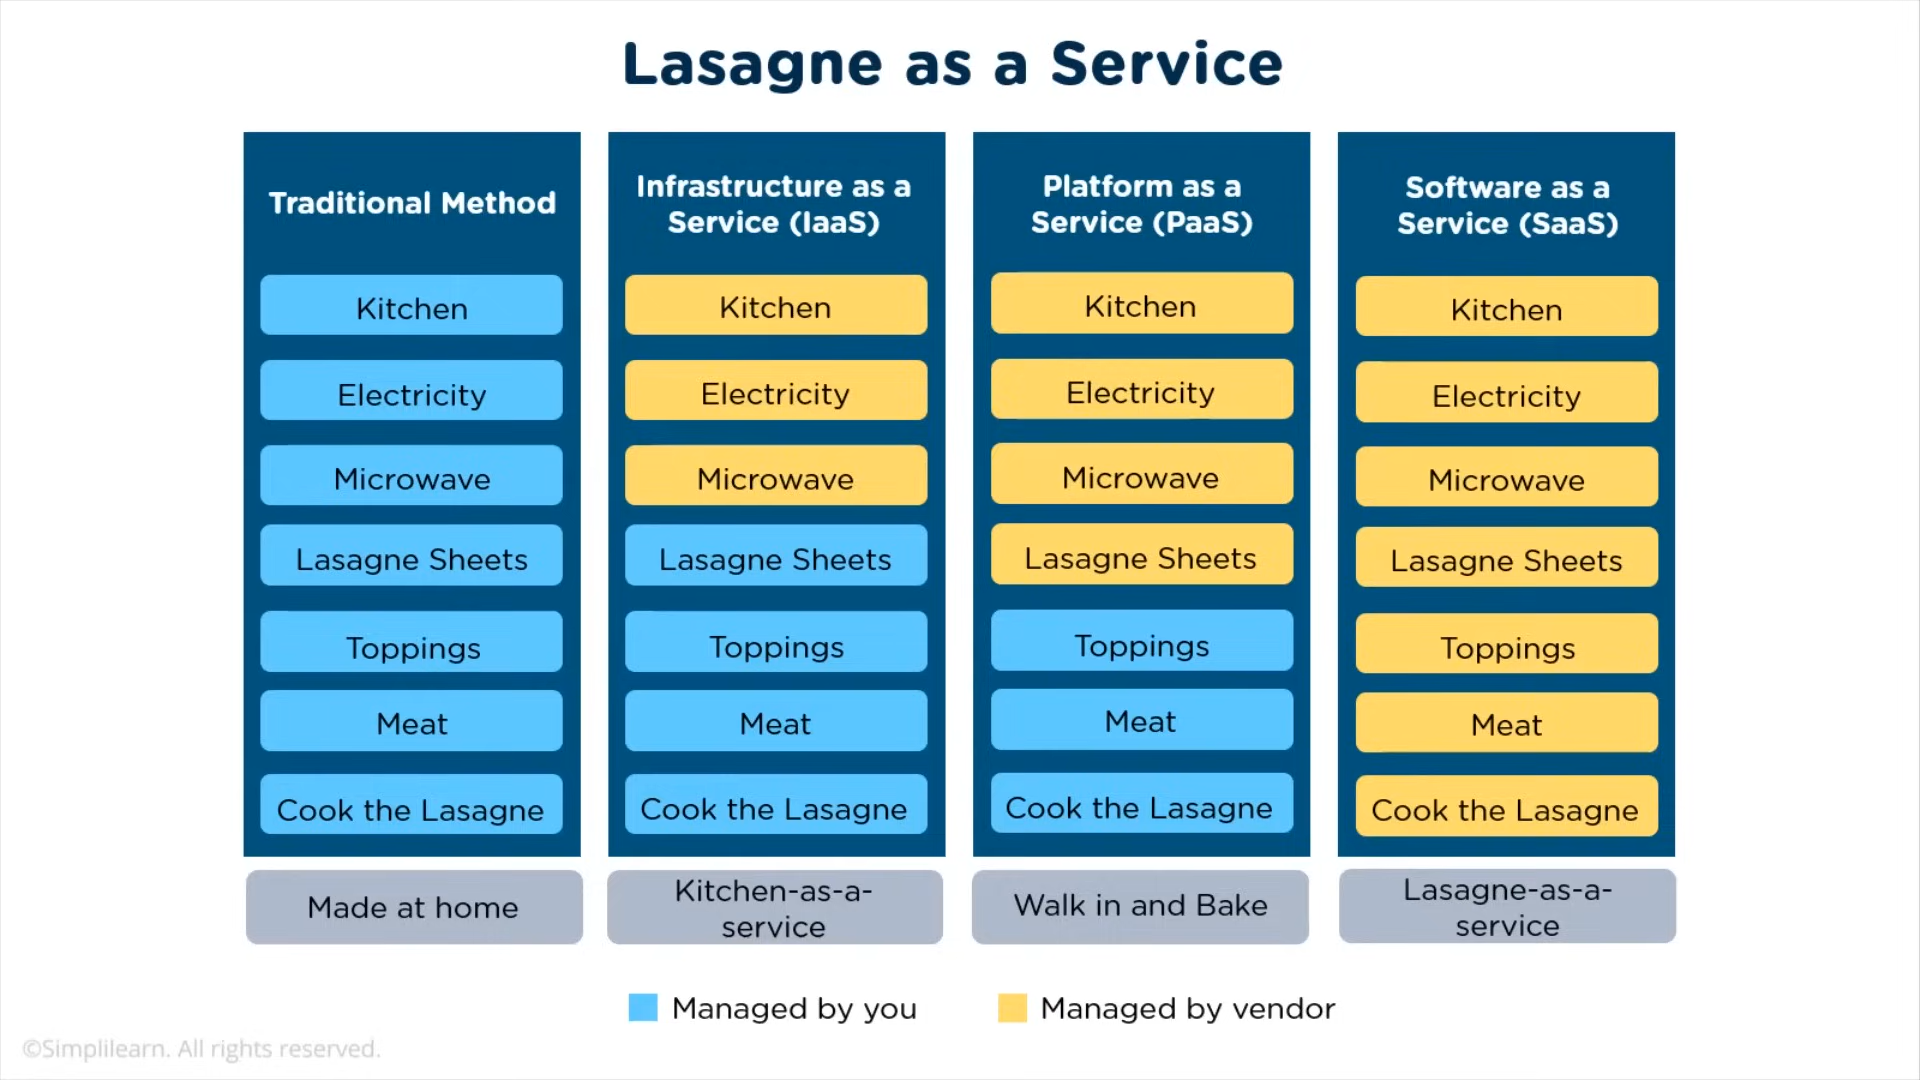 Lasagne as a Service
Traditional Method
Kitchen
Electricity
Microwave
Lasagne Sheets
Toppings
Meat
Cook the Lasagne
Made at home
Infrastructure as a
Service (IaaS)
Kitchen
Electricity
Microwave
Lasagne Sheets
Toppings
Meat
Cook the Lasagne
Kitchen-as-a-
service
Platform as a
Service (PaaS)
Kitchen
Electricity
Microwave
Lasagne Sheets
Toppings
Meat
Cook the Lasagne
Walk in and Bake
Software as a
Service (SaaS)
Kitchen
Electricity
Microwave
Lasagne Sheets
Toppings
Meat
Cook the Lasagne
Lasagne-as-a-
service
Managed by you
Managed by vendor
©Simplilearn. All rights reserved.